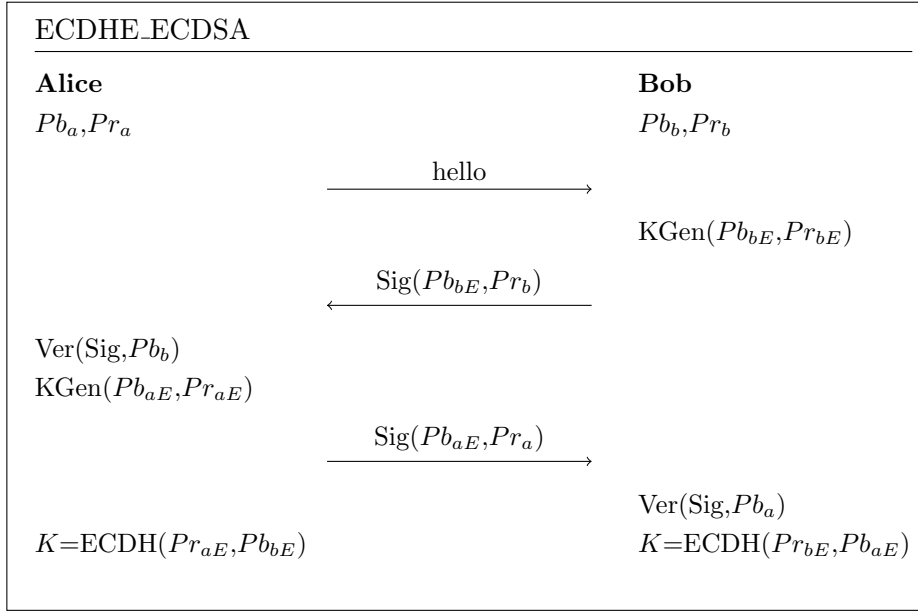 ECDHE_ECDSA
Alice Bob
Pb_a,Pr_a Pb_b,Pr_b
hello
KGen(Pb_bE,Pr_bE)
Sig(Pb_bE,Pr_b)
Ver(Sig,Pb_b)
KGen(Pb_aE,Pr_aE)
Sig(Pb_aE,Pr_a)
Ver(Sig,Pb_a)
K=ECDH(Pr_aE,Pb_bE) K=ECDH(Pr_bE,Pb_aE)